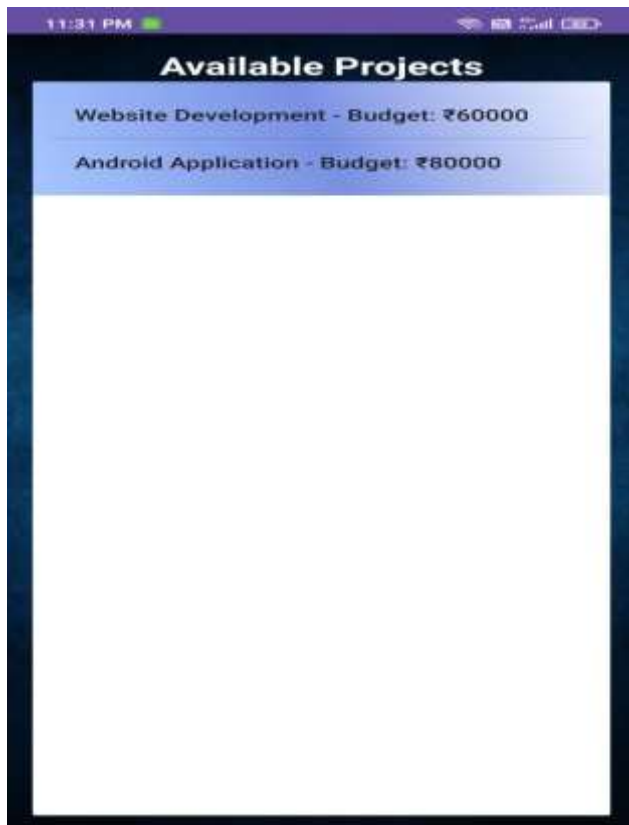 11:31 PM
Available Projects
Website Development - Budget: ₹60000
Android Application - Budget: ₹80000